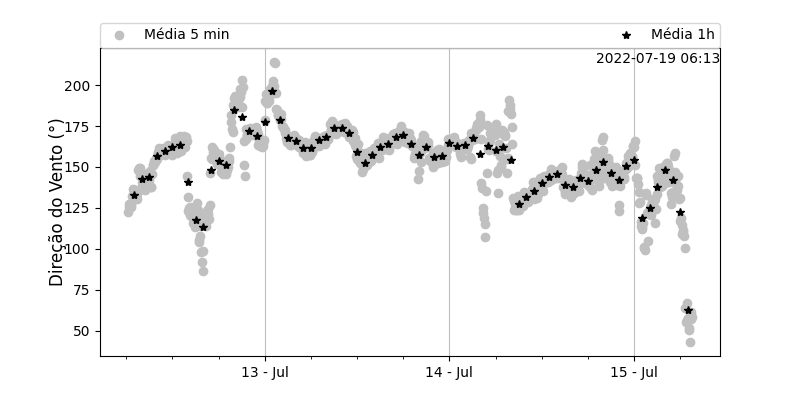 Média 5 min
Média 1h
2022-07-19 06:13
Direção do Vento (°)
200
175
150
125
100
75
50
13 - Jul
14 - Jul
15 - Jul